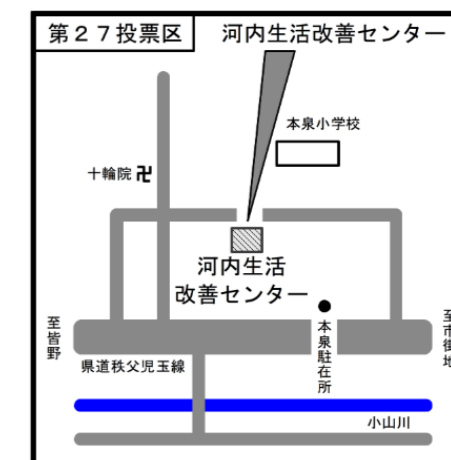 第２７投票区
河内生活改善センター
本泉小学校
十輪院卍
河内生活
改善センター
至皆野
本泉駐在所
至市街地
県道秩父児玉線
小山川